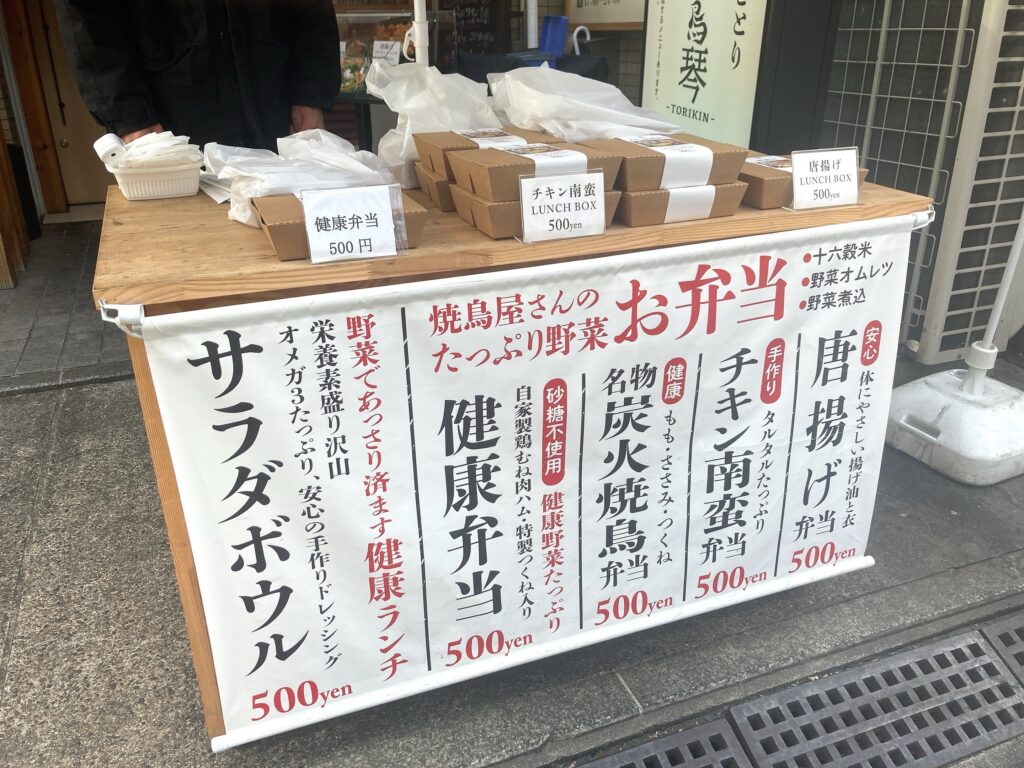 ことり
鳥琴
-TORIKIN-
健康弁当
500円
チキン南蛮
LUNCH BOX
500yen
唐揚げ
LUNCH BOX
500yen
焼鳥屋さんの
たっぷり野菜
お弁当
・十六穀米
・野菜オムレツ
・野菜煮込
安心
体にやさしい揚げ油と衣
唐揚げ弁当
500yen
手作り
タルタルたっぷり
チキン南蛮弁当
500yen
健康
もも・ささみ・つくね
名物
炭火焼鳥弁当
500yen
砂糖不使用
健康野菜たっぷり
自家製鶏むね肉ハム・特製つくね入り
健康弁当
500yen
野菜であっさり済ます健康ランチ
栄養素盛り沢山
オメガ3たっぷり、安心の手作りドレッシング
サラダボウル
500yen